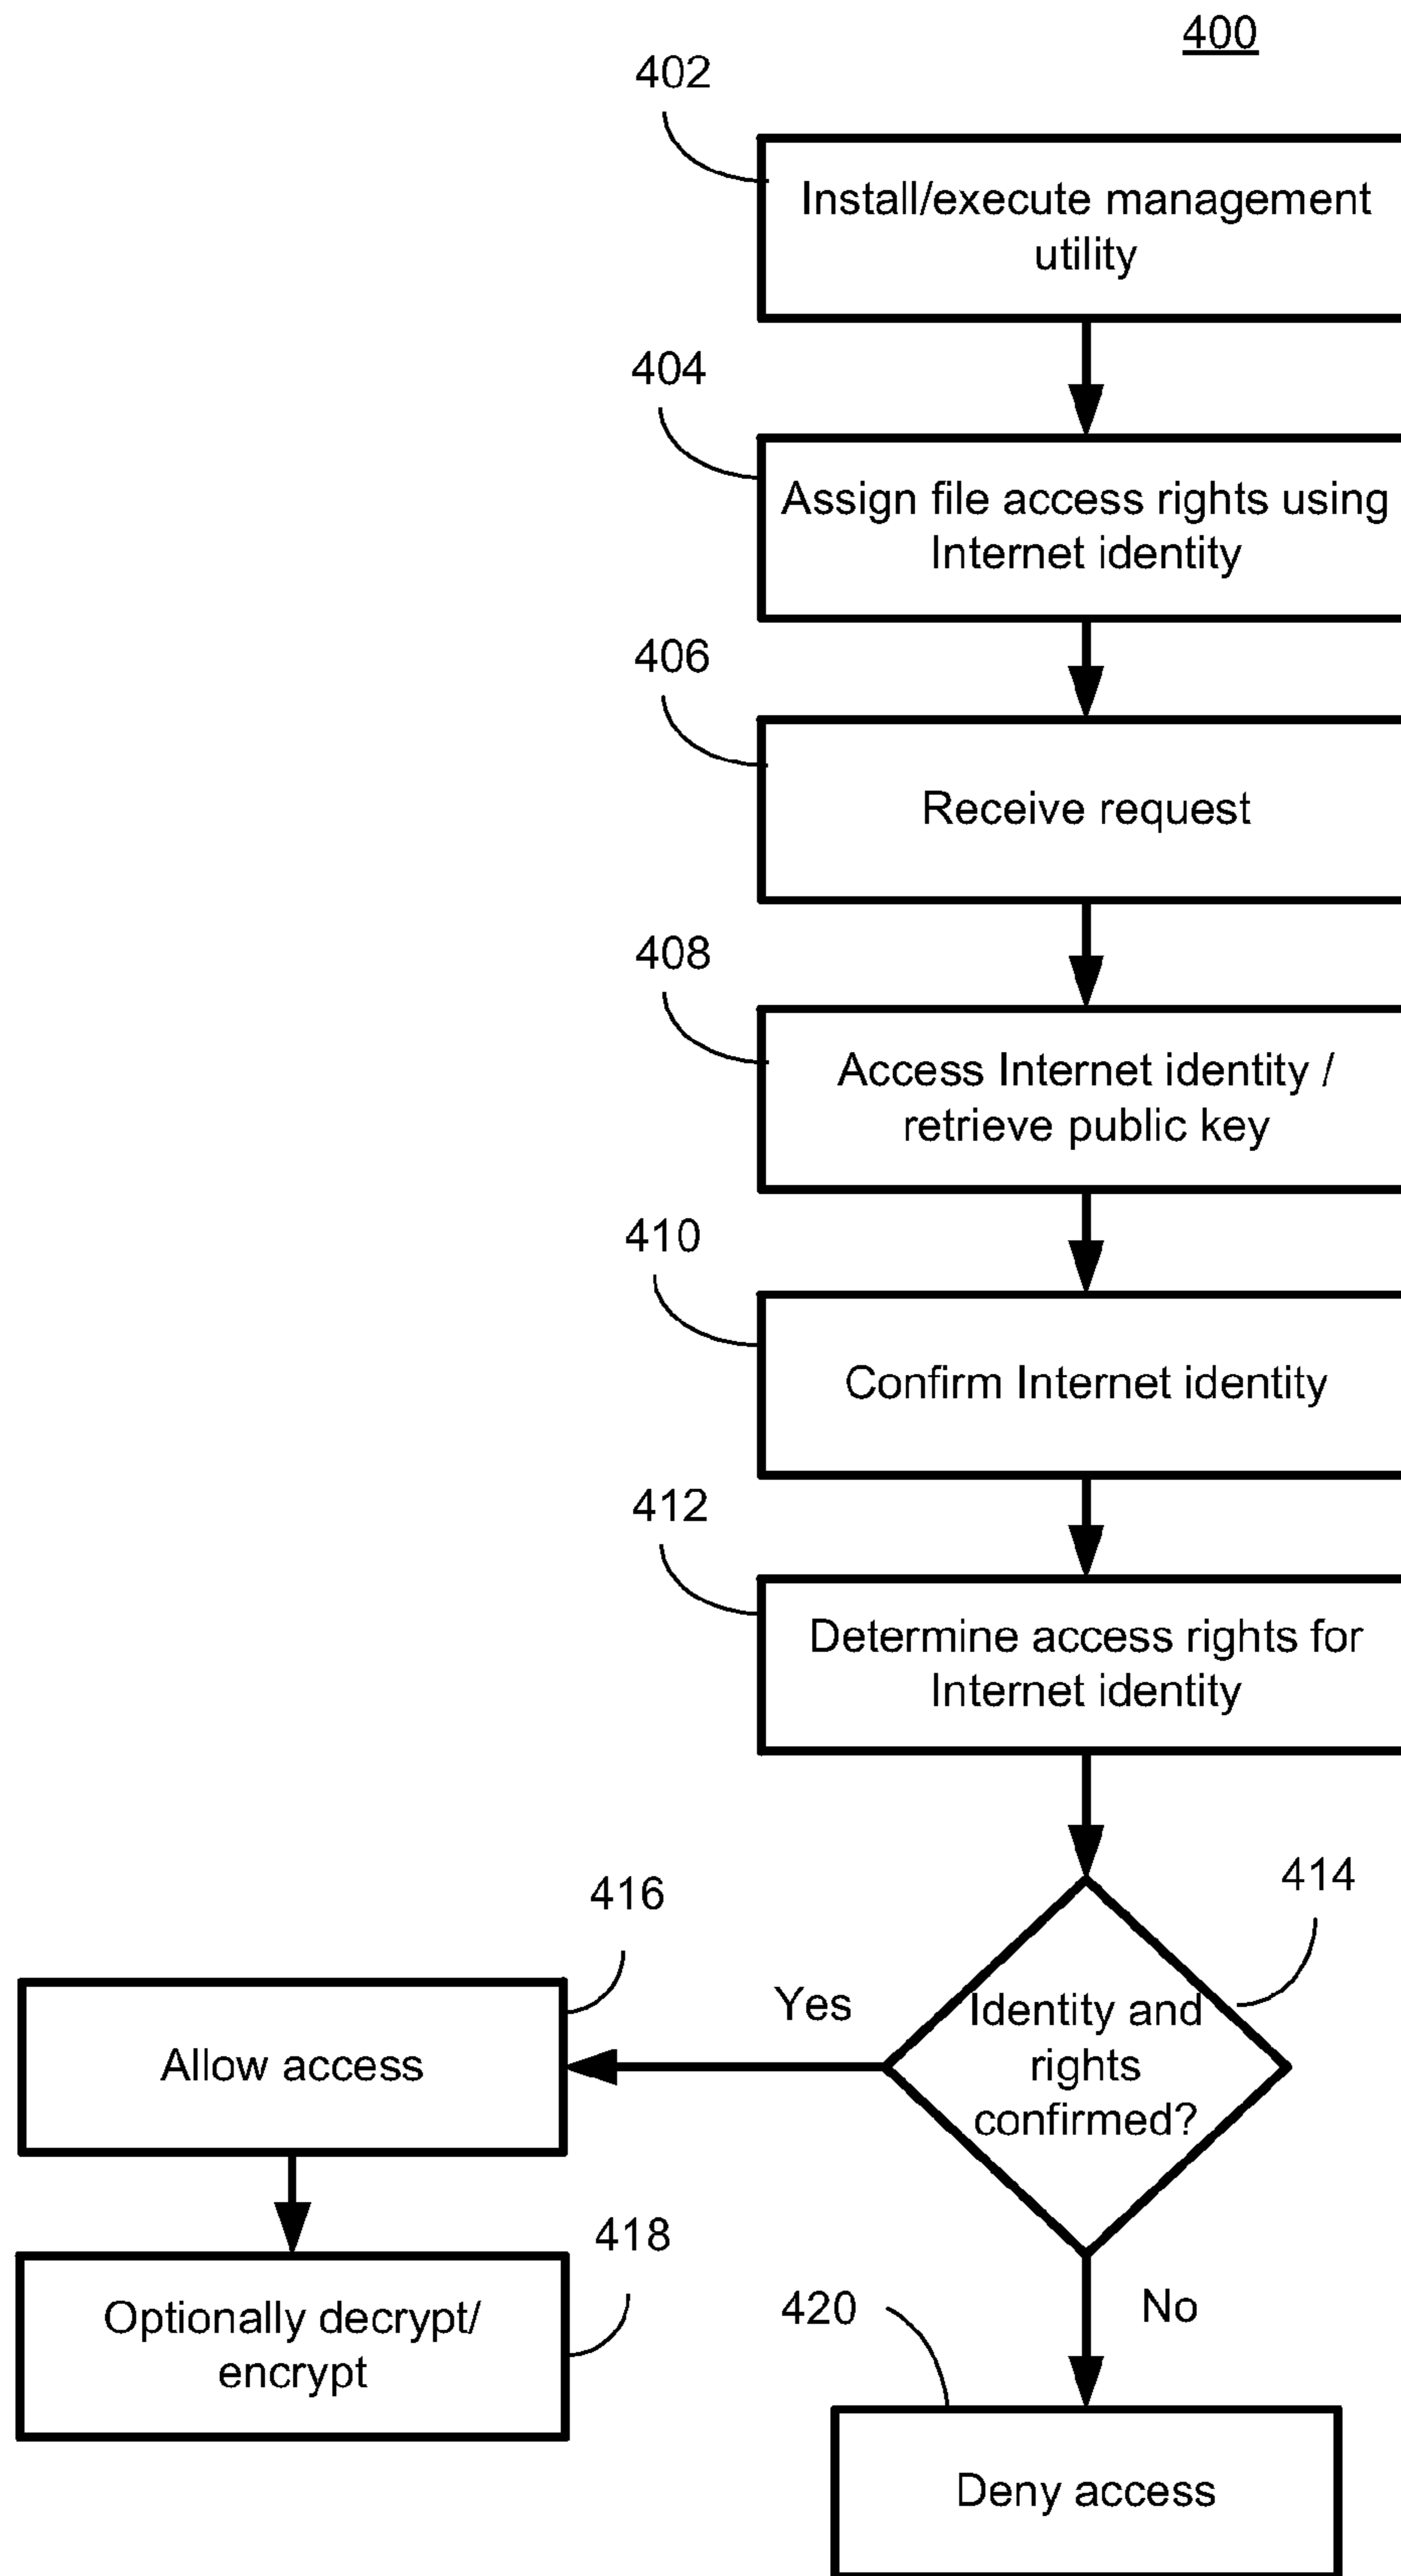 400
402
Install/execute management
utility
404
Assign file access rights using
Internet identity
406
Receive request
408
Access Internet identity /
retrieve public key
410
Confirm Internet identity
412
Determine access rights for
Internet identity
414
Identity and
rights
confirmed?
Yes
416
Allow access
418
Optionally decrypt/
encrypt
No
420
Deny access